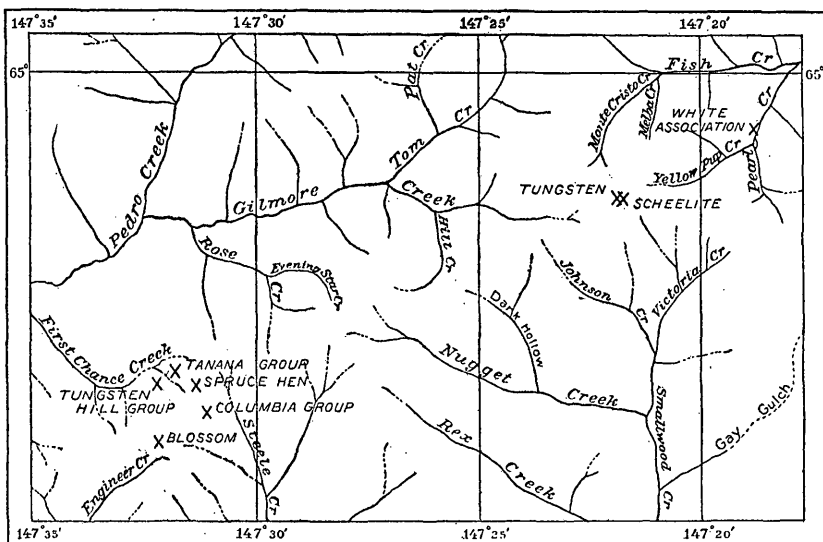 147°35'
147°30'
147°25'
147°20'
65°
65°
Flat Cr
Fish Cr
Monte Cristo Cr
Melba Cr
WHITE
ASSOCIATION
Cr
Pearl
Yellow Pup Cr
Tom Cr
Pedro Creek
Gilmore Creek
TUNGSTEN
SCHEELITE
Hill Cr
Rose Cr
Evening Star Cr
Johnson Cr
Victoria Cr
Dark Hollow
First Chance Creek
TANANA GROUP
SPRUCE HEN
TUNGSTEN
HILL GROUP
COLUMBIA GROUP
BLOSSOM
Nugget Creek
Smallwood Cr
Gay Gulch
Steele Cr
Rex Creek
Engineer Cr
147°35'
147°30'
147°25'
147°20'